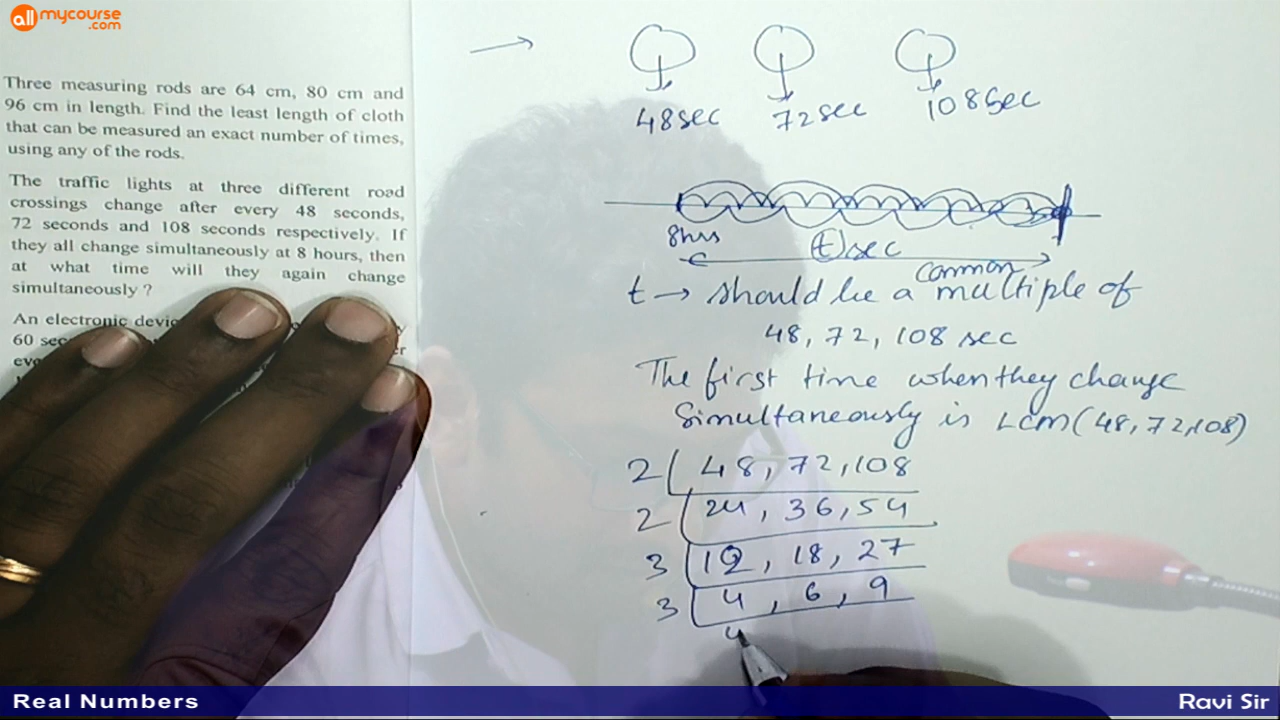 all mycourse
.com
Three measuring rods are 64 cm, 80 cm and
96 cm in length. Find the least length of cloth
that can be measured an exact number of times,
using any of the rods.
The traffic lights at three different road
crossings change after every 48 seconds,
72 seconds and 108 seconds respectively. If
they all change simultaneously at 8 hours, then
at what time will they again change
simultaneously ?
An electronic devi
60 sec
eve
48sec 72sec 108sec
8hrs (t)sec
common
t → should be a multiple of
48, 72, 108 sec
The first time when they change
simultaneously is LCM(48,72,108)
2 48, 72, 108
2 24, 36, 54
3 12, 18, 27
3 4, 6, 9
4
Real Numbers
Ravi Sir